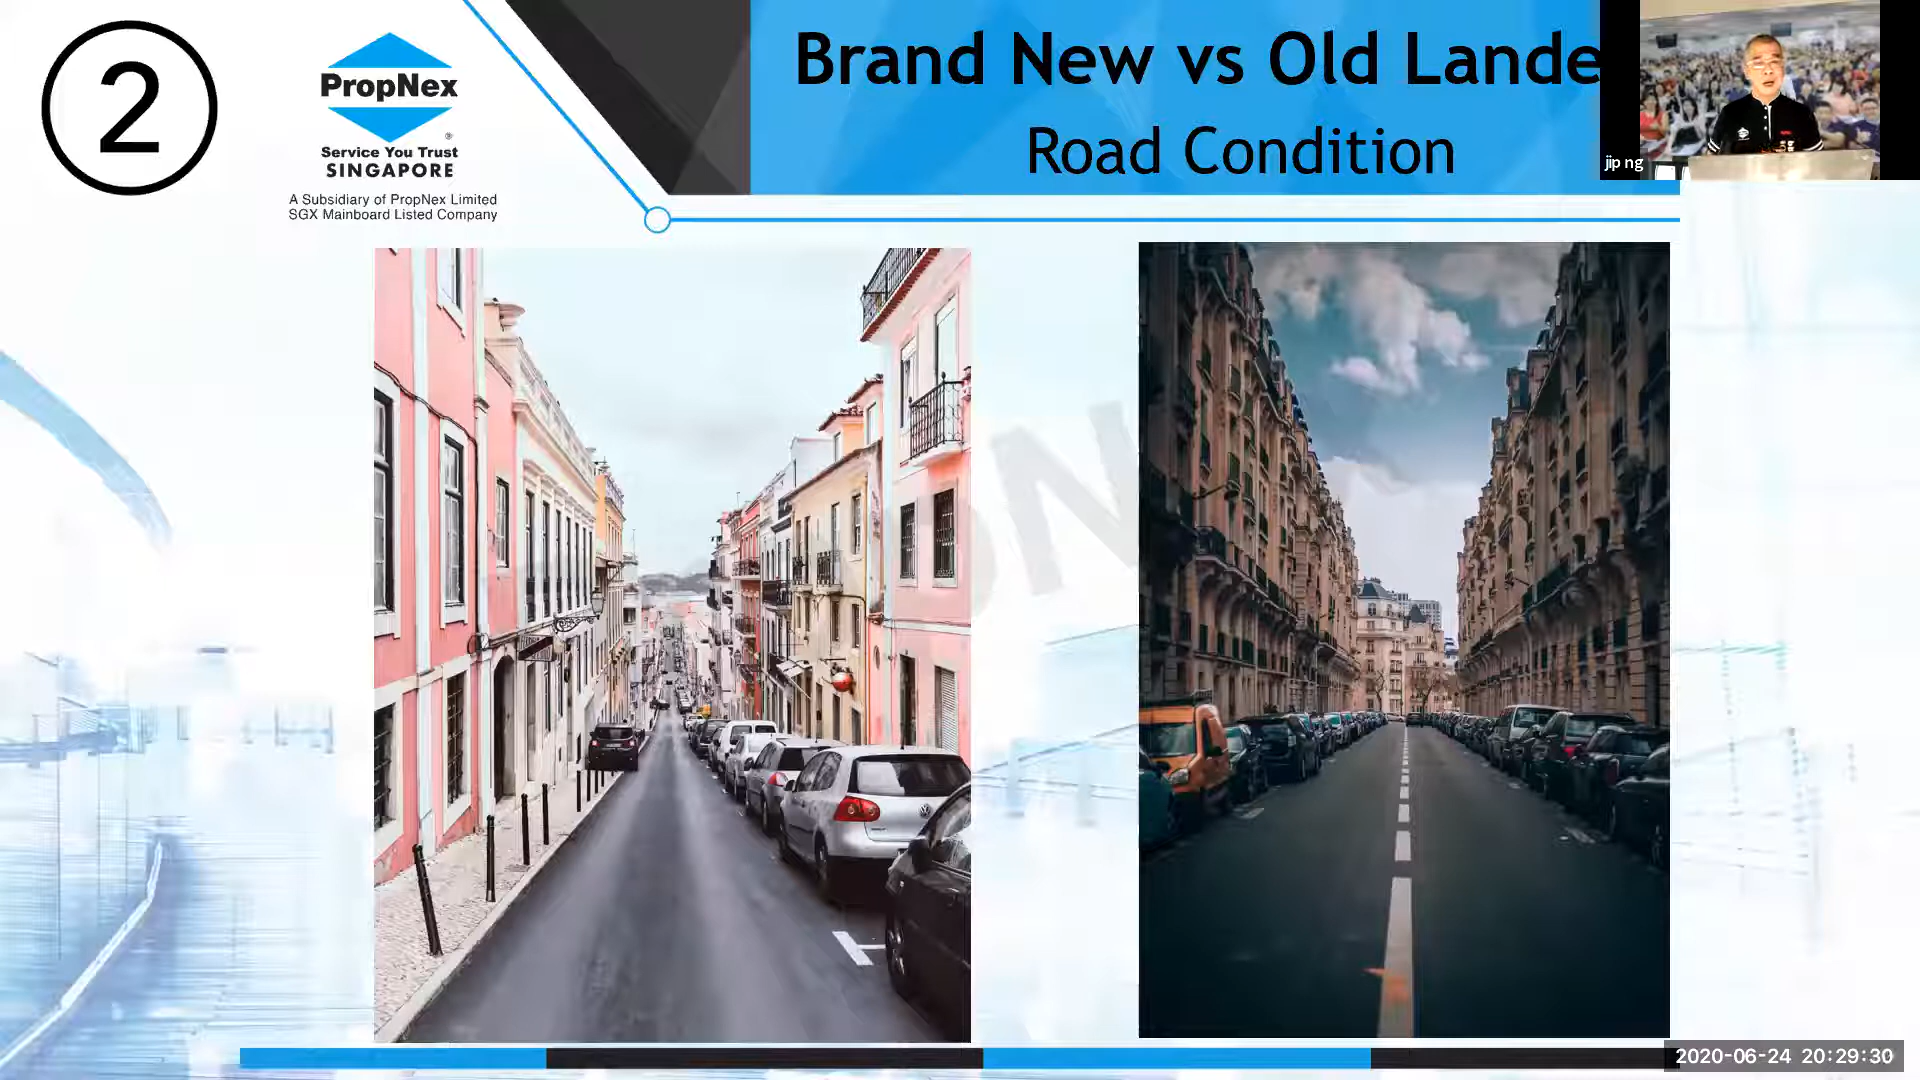 2
PropNex
®
Service You Trust
SINGAPORE
A Subsidiary of PropNex Limited
SGX Mainboard Listed Company
Brand New vs Old Lande
Road Condition
jip ng
ON
2020-06-24 20:29:30